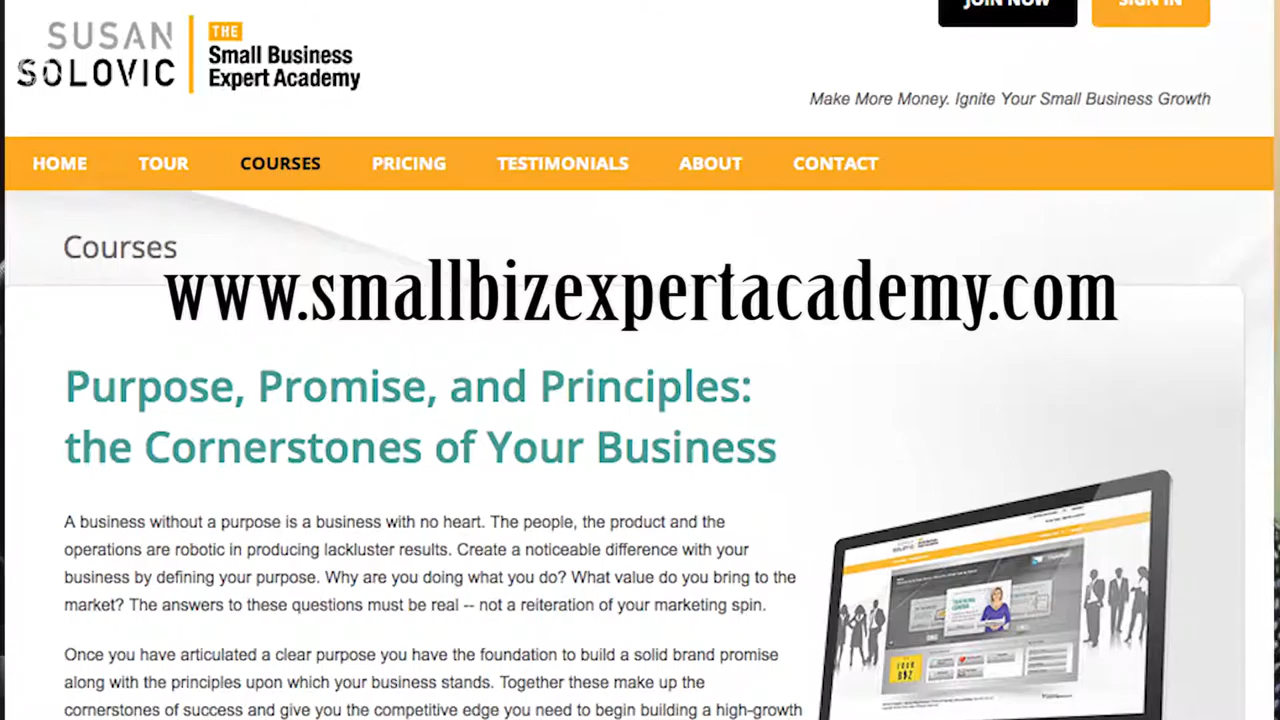 JOIN NOW
SIGN IN
SUSAN
SOLOVIC
THE
Small Business
Expert Academy
Make More Money. Ignite Your Small Business Growth
HOME TOUR COURSES PRICING TESTIMONIALS ABOUT CONTACT
Courses
www.smallbizexpertacademy.com
Purpose, Promise, and Principles:
the Cornerstones of Your Business
A business without a purpose is a business with no heart. The people, the product and the
operations are robotic in producing lackluster results. Create a noticeable difference with your
business by defining your purpose. Why are you doing what you do? What value do you bring to the
market? The answers to these questions must be real -- not a reiteration of your marketing spin.
Once you have articulated a clear purpose you have the foundation to build a solid brand promise
along with the principles upon which your business stands. Together these make up the
cornerstones of success and give you the competitive edge you need to begin building a high-growth
SOLOVIC
YOUR
BIZ